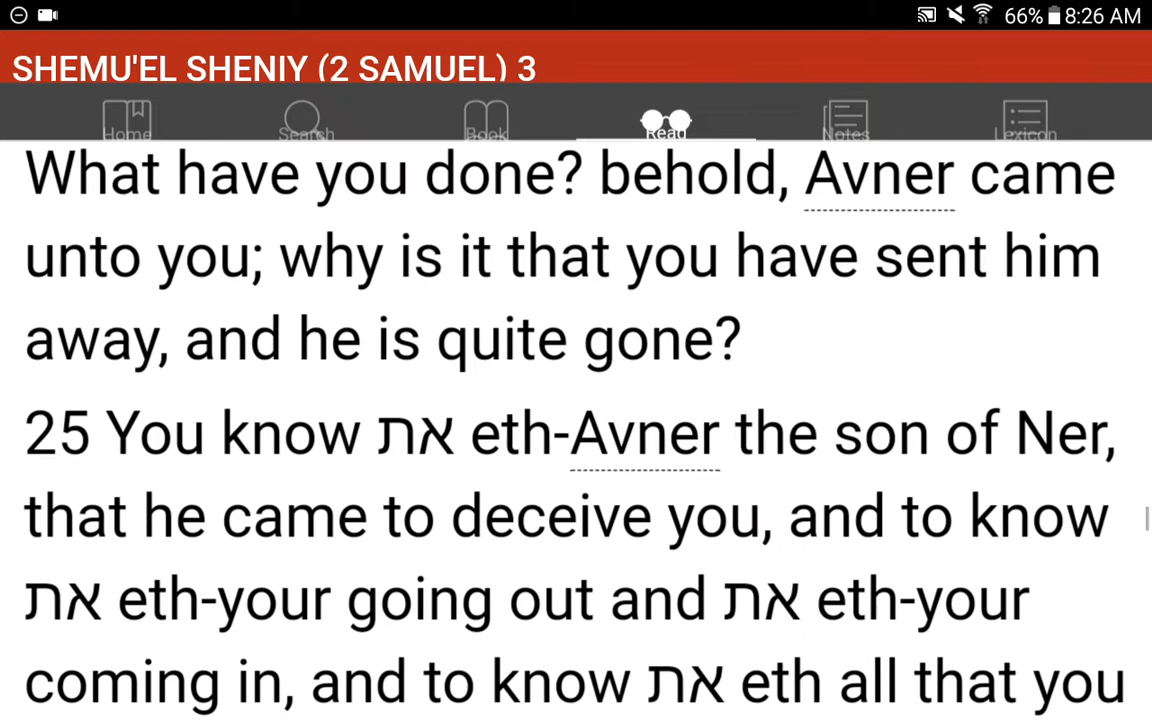 66% 8:26 AM
SHEMU'EL SHENIY (2 SAMUEL) 3
Home Search Book Read Notes Lexicon
What have you done? behold, Avner came
unto you; why is it that you have sent him
away, and he is quite gone?
25 You know את eth-Avner the son of Ner,
that he came to deceive you, and to know
את eth-your going out and את eth-your
coming in, and to know את eth all that you